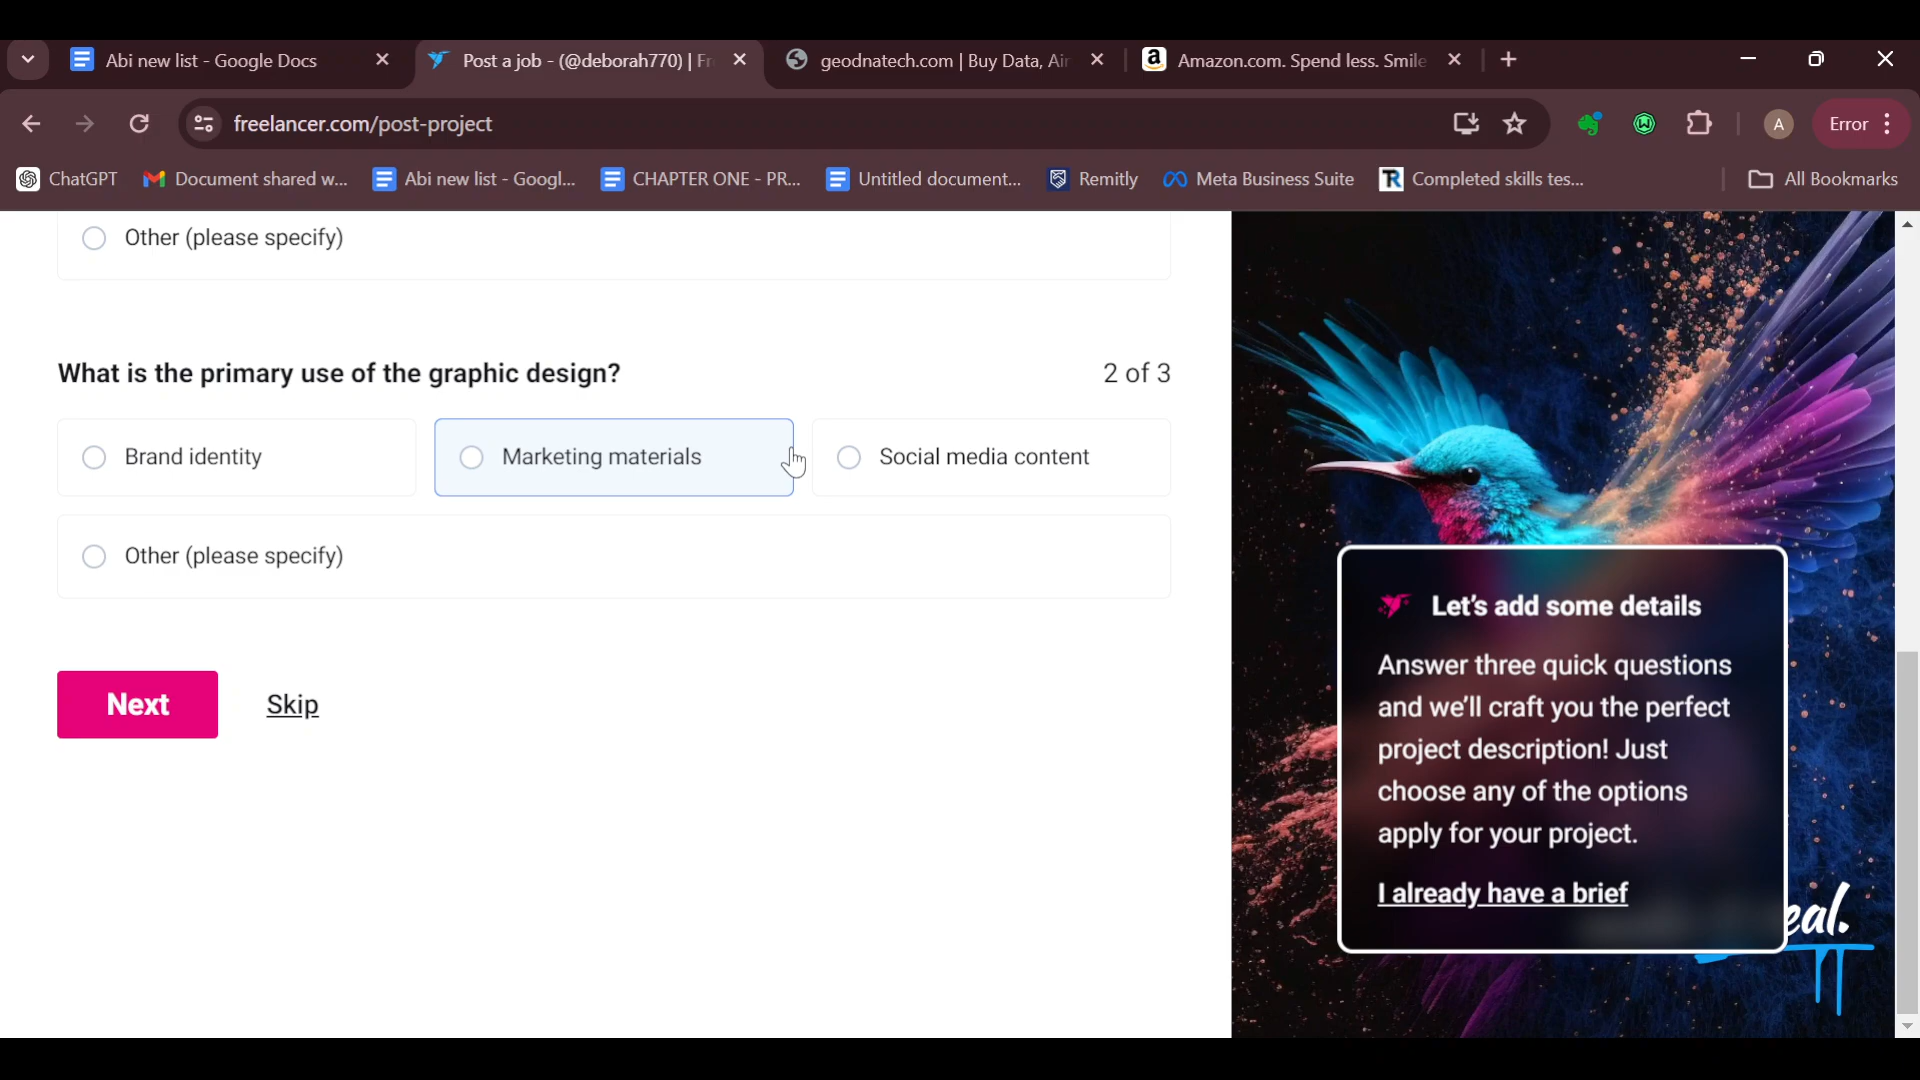 Abi new list - Google Docs
Post a job - (@deborah770) | Fr
geodnatech.com | Buy Data, Air
Amazon.com. Spend less. Smile
freelancer.com/post-project
A
Error
ChatGPT
Document shared w...
Abi new list - Googl...
CHAPTER ONE - PR...
Untitled document...
Remitly
Meta Business Suite
TR
Completed skills tes...
All Bookmarks
Other (please specify)
What is the primary use of the graphic design?
2 of 3
Brand identity
Marketing materials
Social media content
Other (please specify)
Next
Skip
Let's add some details
Answer three quick questions
and we'll craft you the perfect
project description! Just
choose any of the options
apply for your project.
I already have a brief
eal.